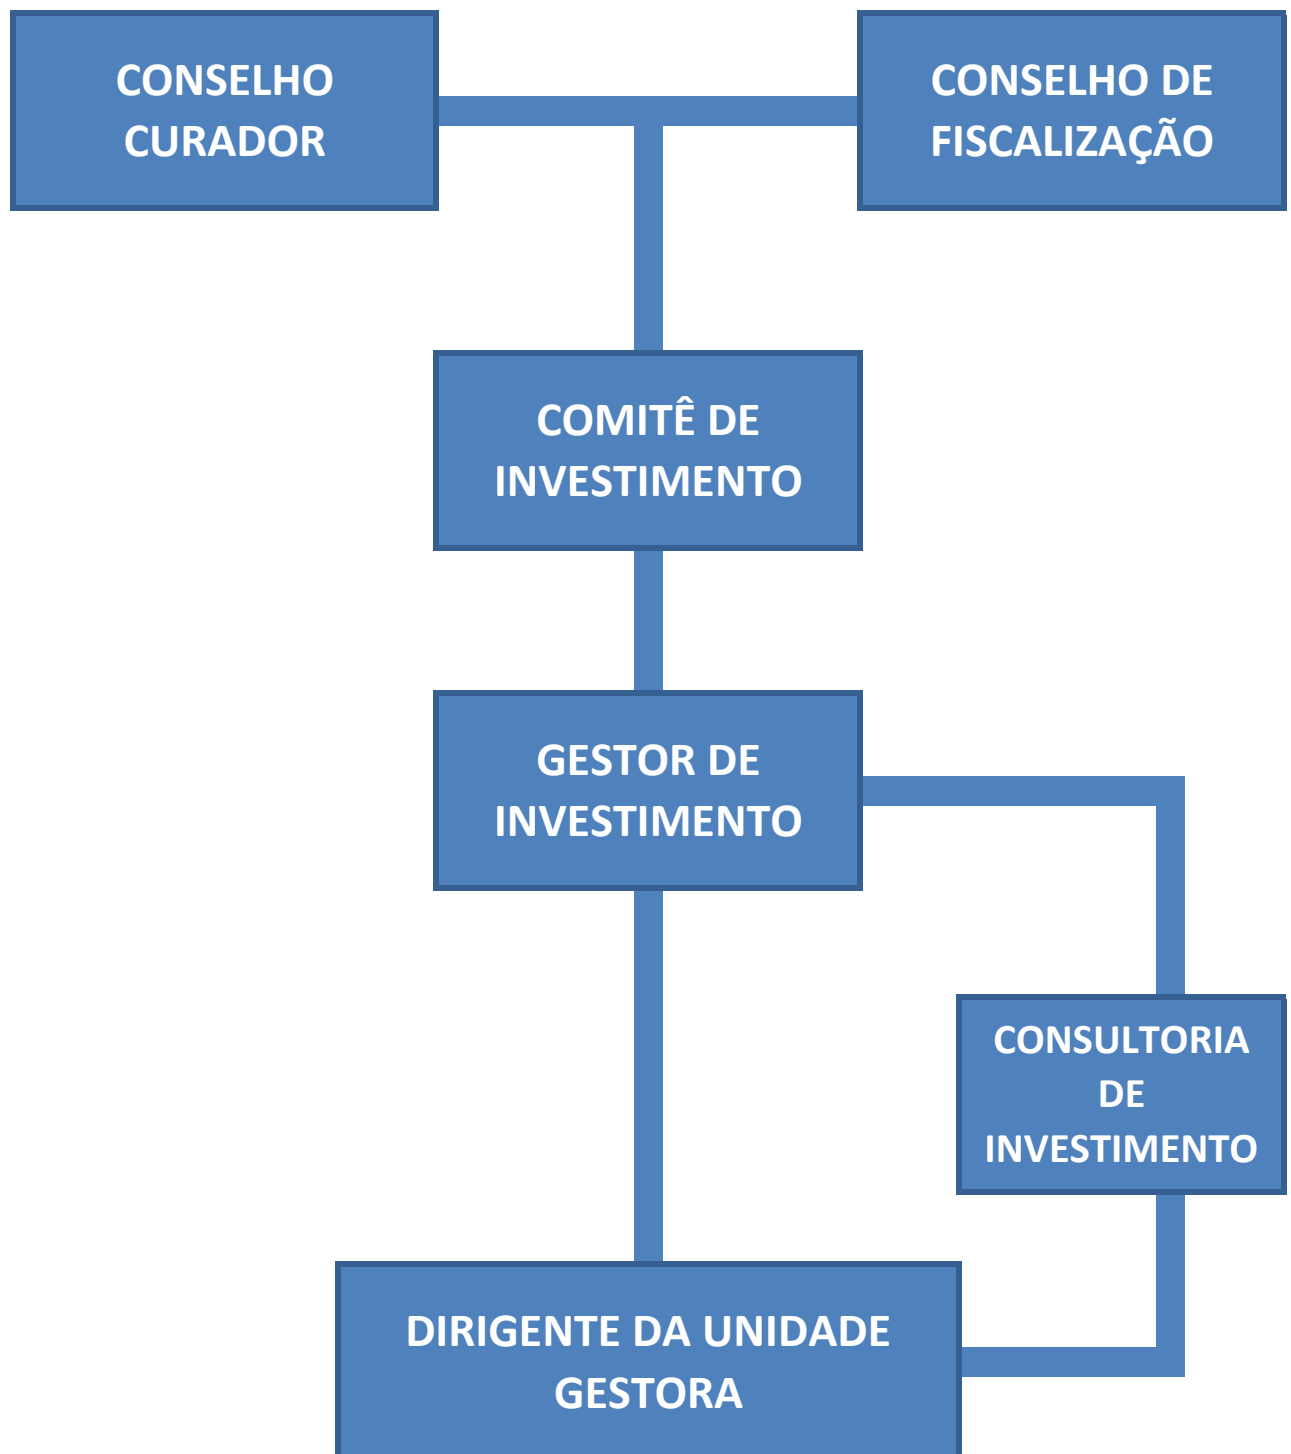 CONSELHO
CURADOR
CONSELHO DE
FISCALIZAÇÃO
COMITÊ DE
INVESTIMENTO
GESTOR DE
INVESTIMENTO
CONSULTORIA
DE
INVESTIMENTO
DIRIGENTE DA UNIDADE
GESTORA